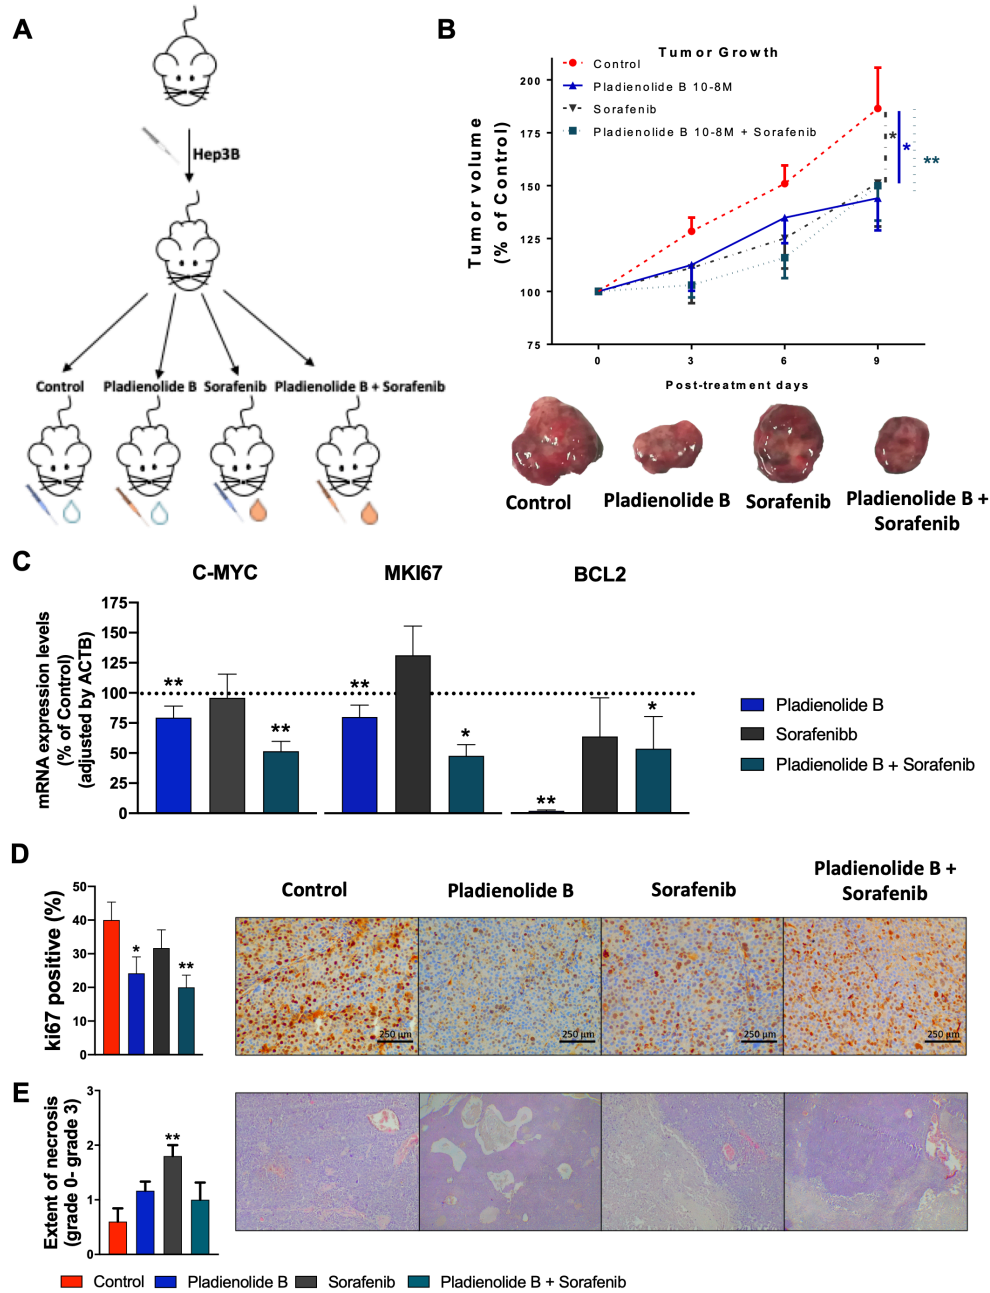 A
Hep3B
Control
Pladienolide B
Sorafenib
Pladienolide B + Sorafenib
B
Tumor Growth
Control
Pladienolide B 10-8M
Sorafenib
Pladienolide B 10-8M + Sorafenib
Tumor volume
(% of Control)
200
175
150
125
100
75
*
*
**
0
3
6
9
Post-treatment days
Control
Pladienolide B
Sorafenib
Pladienolide B +
Sorafenib
C
C-MYC
MKI67
BCL2
mRNA expression levels
(% of Control)
(adjusted by ACTB)
175
150
125
100
75
50
25
0
**
**
**
*
**
*
Pladienolide B
Sorafenibb
Pladienolide B + Sorafenib
D
ki67 positive (%)
50
40
30
20
10
0
*
**
Control
Pladienolide B
Sorafenib
Pladienolide B +
Sorafenib
250 µm
250 µm
250 µm
250 µm
E
Extent of necrosis
(grade 0- grade 3)
3
2
1
0
**
Control
Pladienolide B
Sorafenib
Pladienolide B + Sorafenib